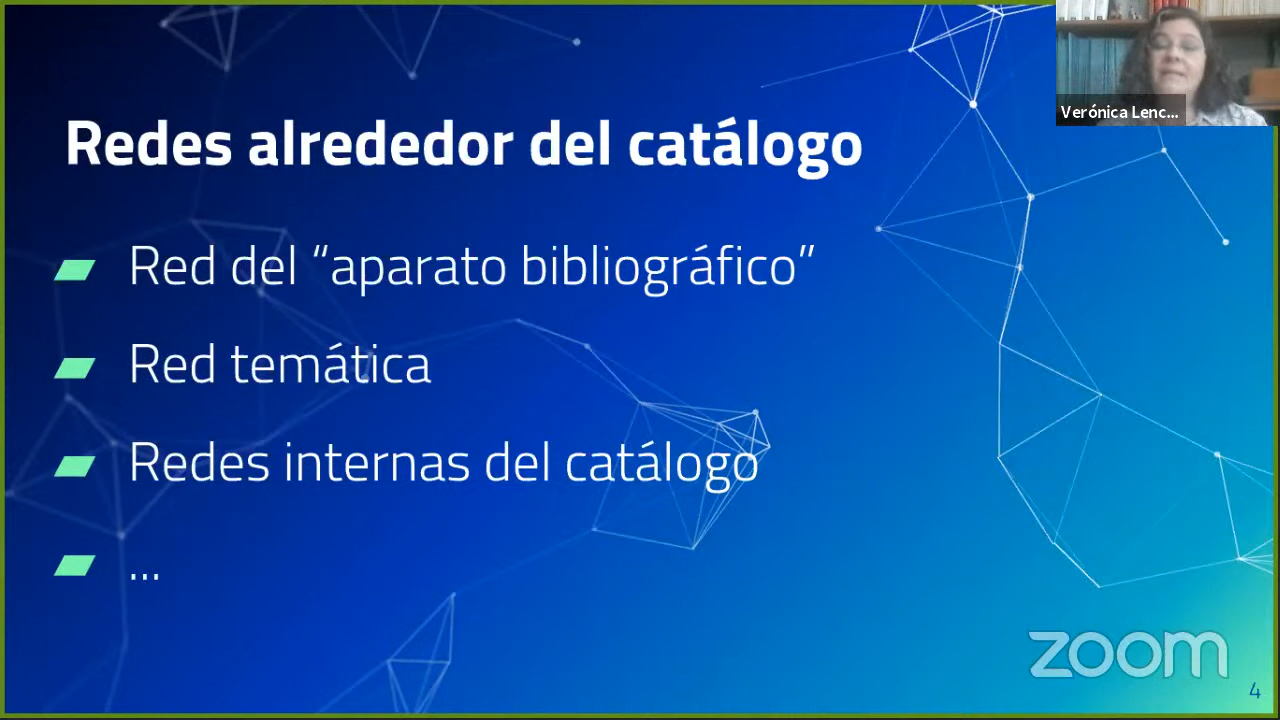 Verónica Lenc...
Redes alrededor del catálogo
Red del “aparato bibliográfico”
Red temática
Redes internas del catálogo
...
zoom
4